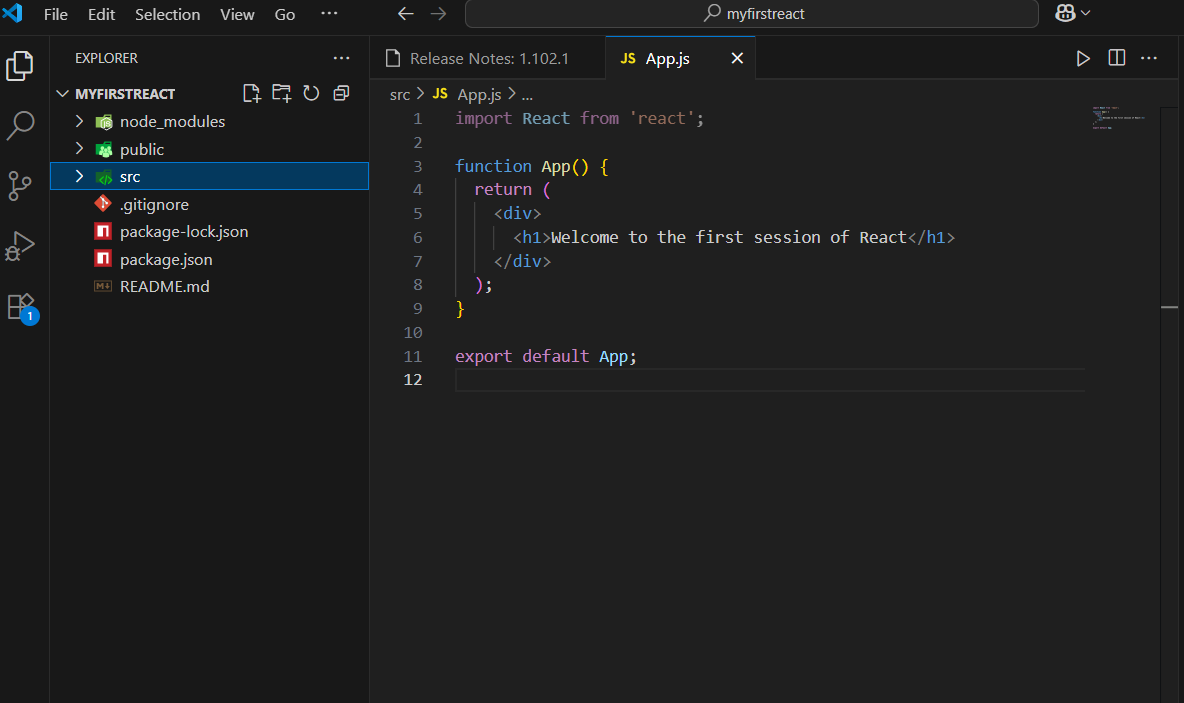 File Edit Selection View Go ··· myfirstreact
EXPLORER ···
Release Notes: 1.102.1
JS App.js
MYFIRSTREACT
node_modules
public
src
.gitignore
package-lock.json
package.json
M↓ README.md
1
src > JS App.js > ...
1 import React from 'react';
2
3 function App() {
4 return (
5 <div>
6 <h1>Welcome to the first session of React</h1>
7 </div>
8 );
9 }
10
11 export default App;
12